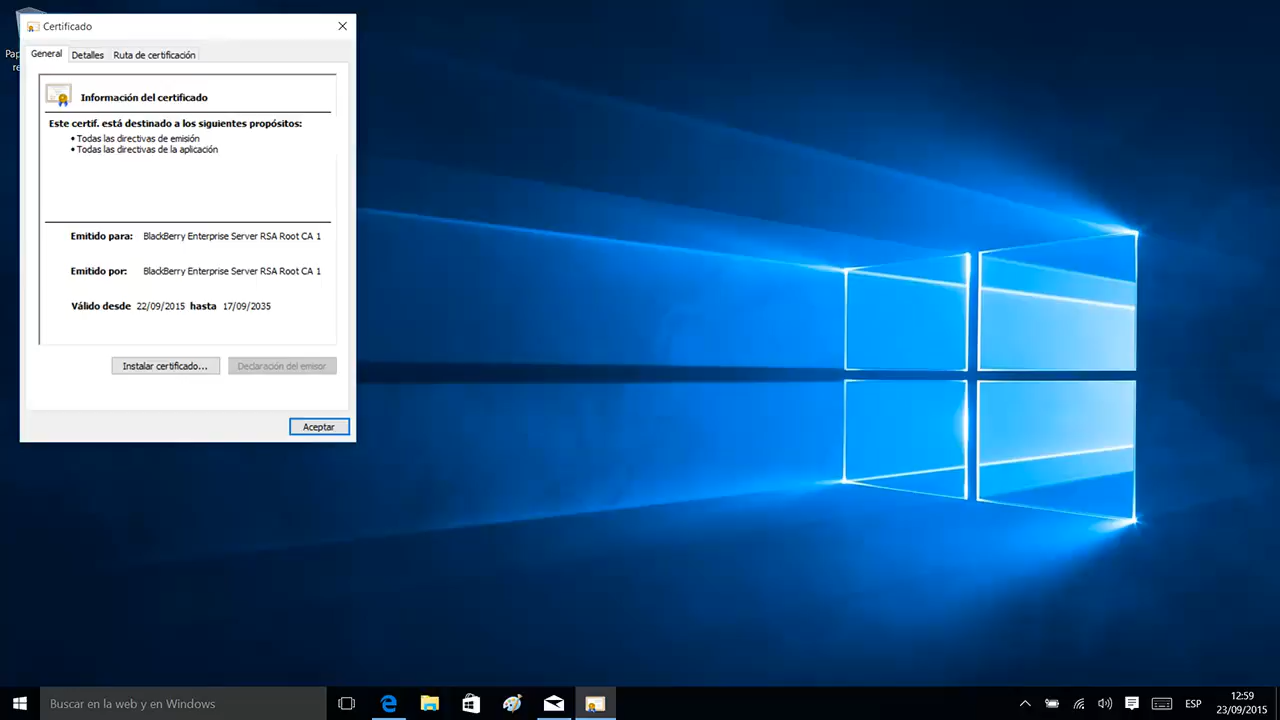 Certificado
Pap
re
General Detalles Ruta de certificación
Información del certificado
Este certif. está destinado a los siguientes propósitos:
• Todas las directivas de emisión
• Todas las directivas de la aplicación
Emitido para: BlackBerry Enterprise Server RSA Root CA 1
Emitido por: BlackBerry Enterprise Server RSA Root CA 1
Válido desde 22/09/2015 hasta 17/09/2035
Instalar certificado... Declaración del emisor
Aceptar
Buscar en la web y en Windows
ESP
12:59
23/09/2015